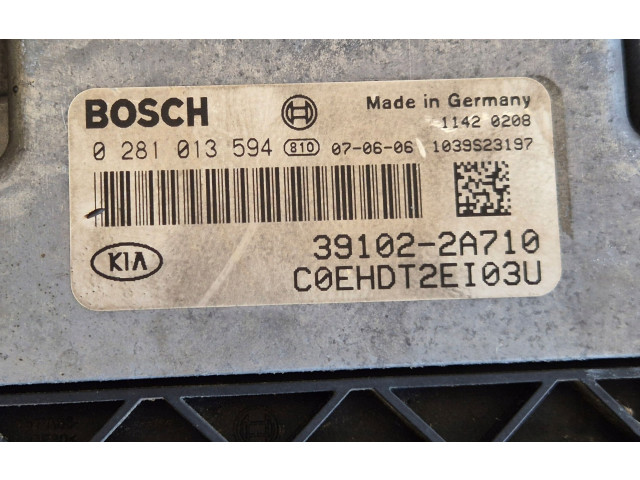 BOSCH
Made in Germany
1142 0208
0 281 013 594 810 07-06-06 1039S23197
KIA
39102-2A710
C0EHDT2EI03U